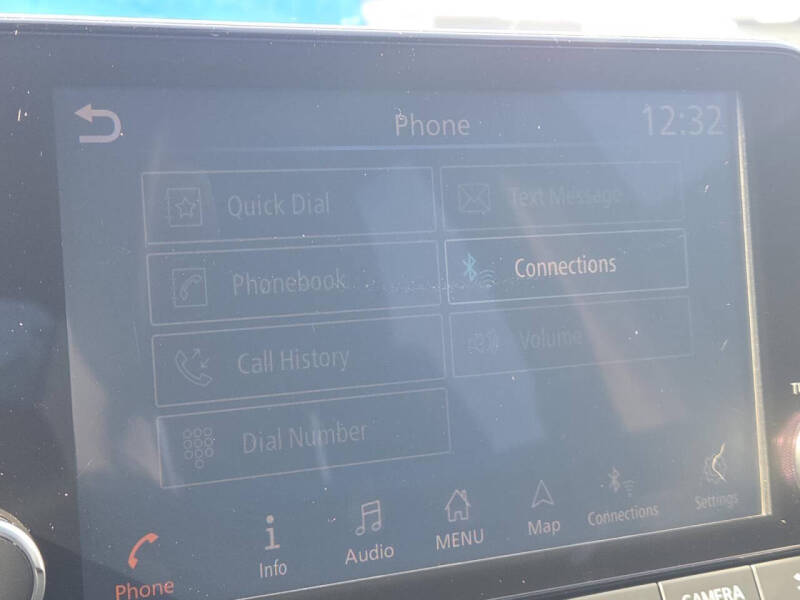 Phone
12:32
Quick Dial
Text Message
Phonebook
Connections
Call History
Volume
Dial Number
Phone
Info
Audio
MENU
Map
Connections
Settings
CAMERA